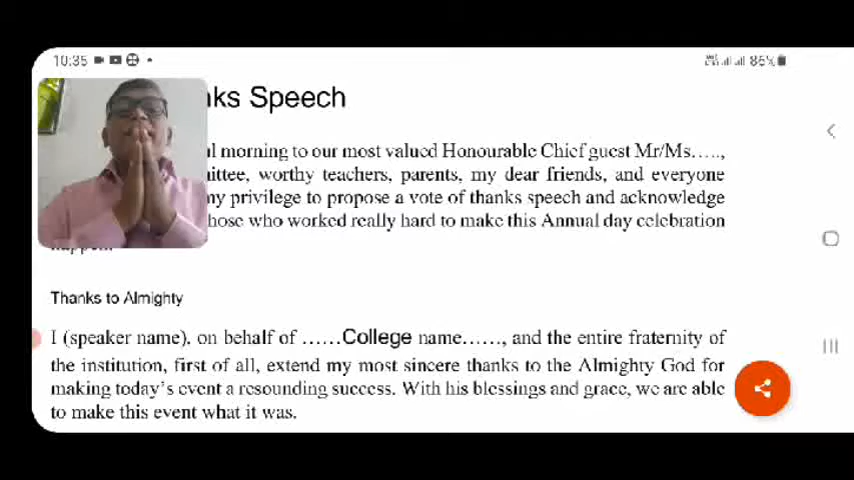 10:35
86%
nks Speech
l morning to our most valued Honourable Chief guest Mr/Ms…..,
ittee, worthy teachers, parents, my dear friends, and everyone
my privilege to propose a vote of thanks speech and acknowledge
hose who worked really hard to make this Annual day celebration
Thanks to Almighty
I (speaker name), on behalf of ……College name……, and the entire fraternity of
the institution, first of all, extend my most sincere thanks to the Almighty God for
making today’s event a resounding success. With his blessings and grace, we are able
to make this event what it was.